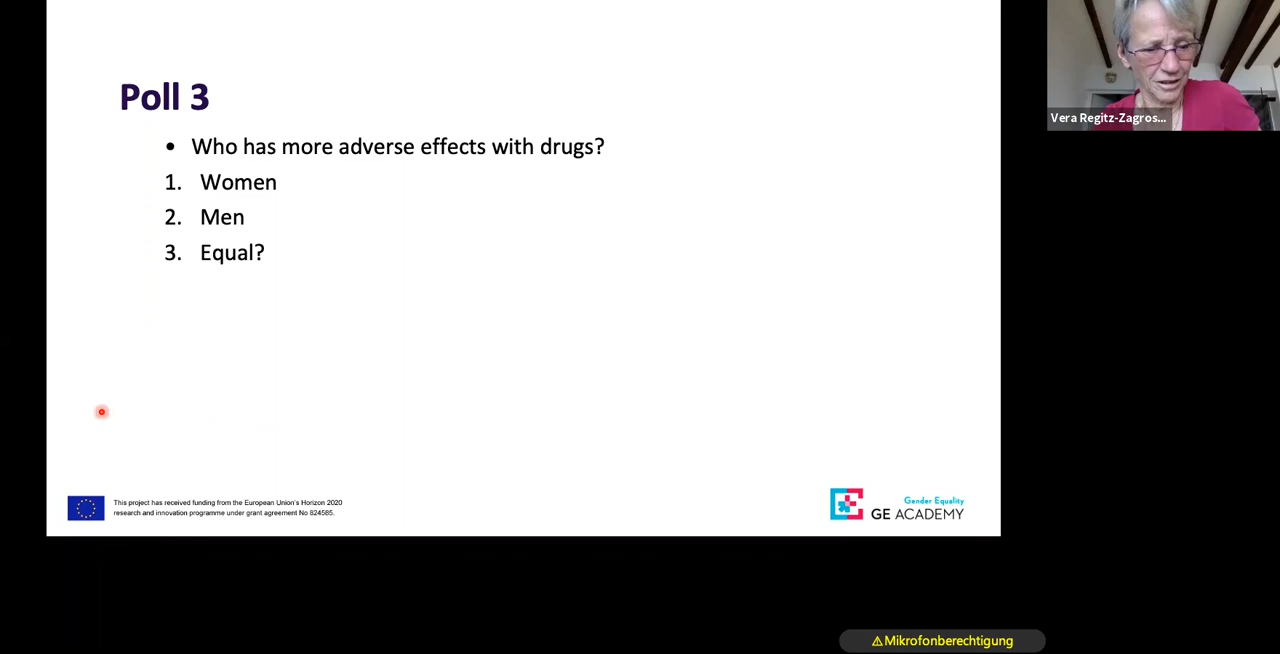 Poll 3
• Who has more adverse effects with drugs?
1. Women
2. Men
3. Equal?
This project has received funding from the European Union's Horizon 2020
research and innovation programme under grant agreement No 824585.
Gender Equality
GE ACADEMY
Vera Regitz-Zagros...
⚠Mikrofonberechtigung